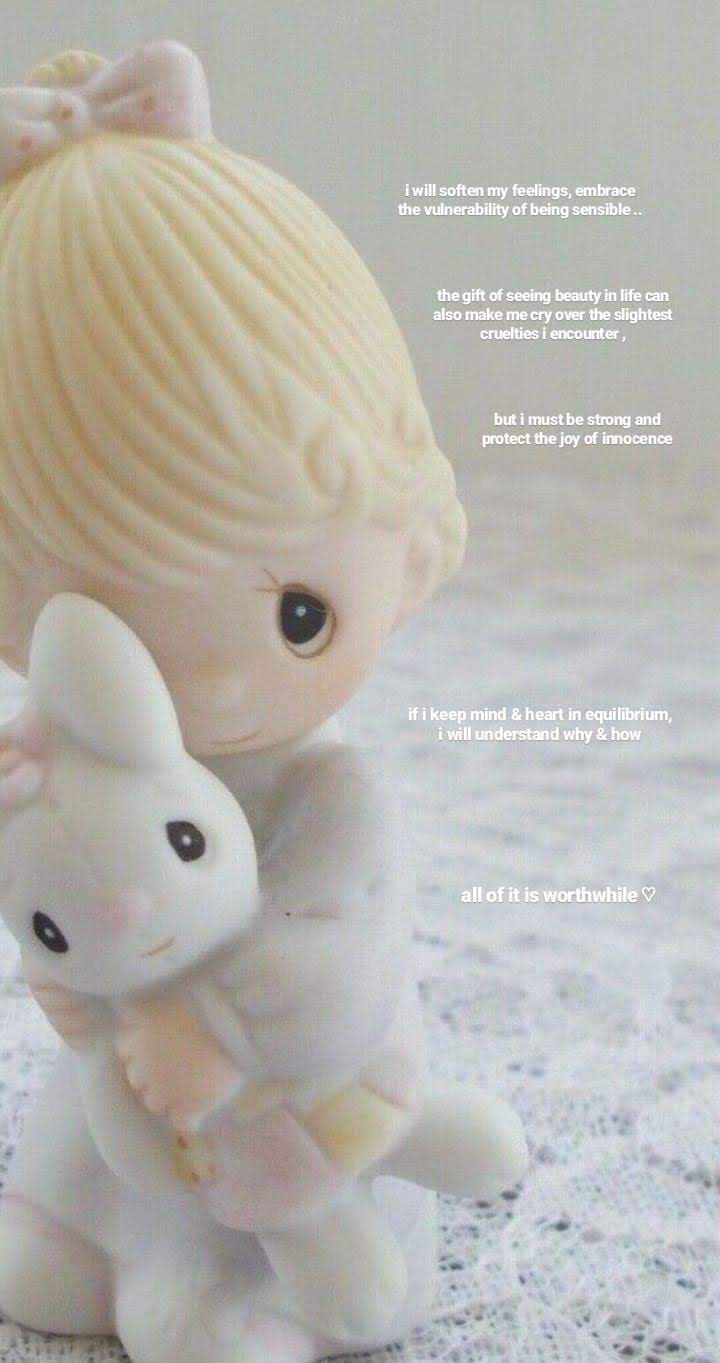 i will soften my feelings, embrace
the vulnerability of being sensible ..
the gift of seeing beauty in life can
also make me cry over the slightest
cruelties i encounter ,
but i must be strong and
protect the joy of innocence
if i keep mind & heart in equilibrium,
i will understand why & how
all of it is worthwhile ♡